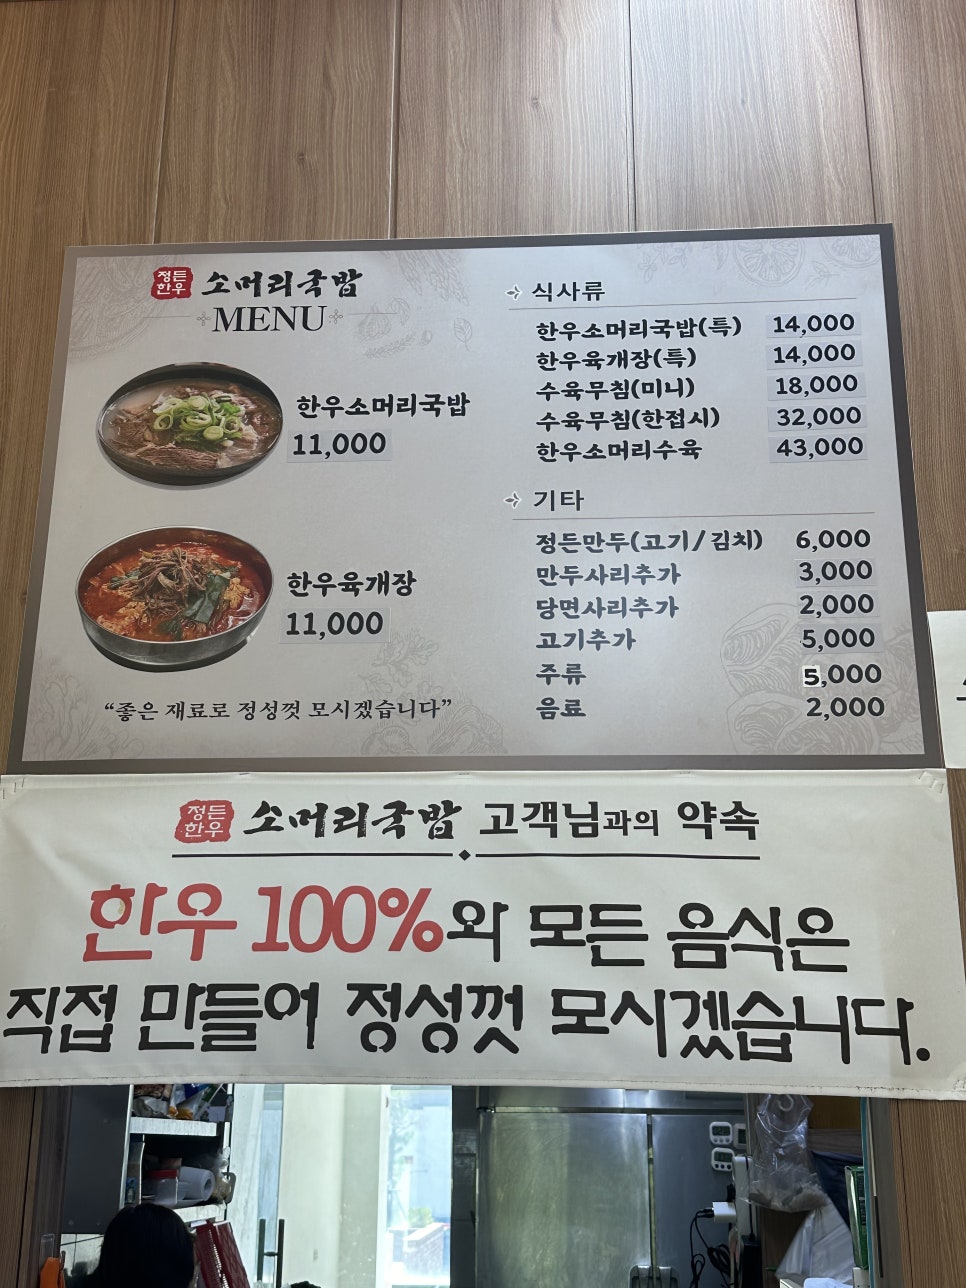 정든한우 소머리국밥
MENU
한우소머리국밥
11,000
한우육개장
11,000
“좋은 재료로 정성껏 모시겠습니다”
식사류
한우소머리국밥(특) 14,000
한우육개장(특) 14,000
수육무침(미니) 18,000
수육무침(한접시) 32,000
한우소머리수육 43,000
기타
정든만두(고기/김치) 6,000
만두사리추가 3,000
당면사리추가 2,000
고기추가 5,000
주류 5,000
음료 2,000
정든한우 소머리국밥 고객님과의 약속
한우 100%와 모든 음식은
직접 만들어 정성껏 모시겠습니다.